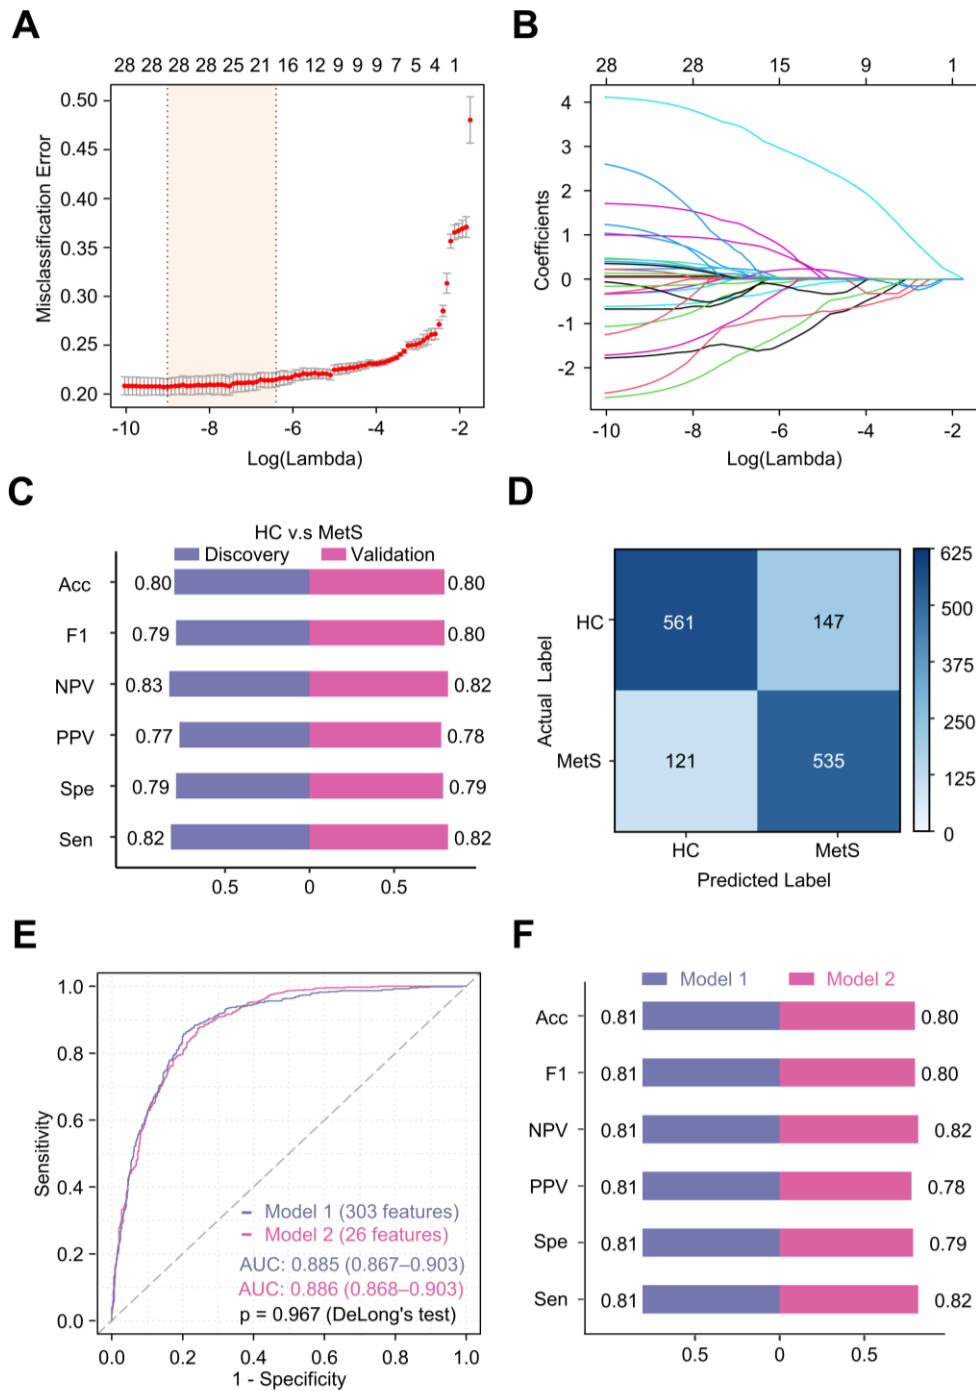 A
28 28 28 28 25 21 16 12 9 9 9 7 5 4 1
Misclassification Error
0.50
0.45
0.40
0.35
0.30
0.25
0.20
-10 -8 -6 -4 -2
Log(Lambda)
B
28 28 15 9 1
Coefficients
4
3
2
1
0
-1
-2
-10 -8 -6 -4 -2
Log(Lambda)
C
HC v.s MetS
Discovery Validation
Acc 0.80 0.80
F1 0.79 0.80
NPV 0.83 0.82
PPV 0.77 0.78
Spe 0.79 0.79
Sen 0.82 0.82
0.5 0 0.5
D
Actual Label
HC 561 147
MetS 121 535
HC MetS
Predicted Label
625
500
375
250
125
0
E
Sensitivity
1.0
0.8
0.6
0.4
0.2
0.0
Model 1 (303 features)
Model 2 (26 features)
AUC: 0.885 (0.867–0.903)
AUC: 0.886 (0.868–0.903)
p = 0.967 (DeLong's test)
0.0 0.2 0.4 0.6 0.8 1.0
1 - Specificity
F
Model 1 Model 2
Acc 0.81 0.80
F1 0.81 0.80
NPV 0.81 0.82
PPV 0.81 0.78
Spe 0.81 0.79
Sen 0.81 0.82
0.5 0 0.5